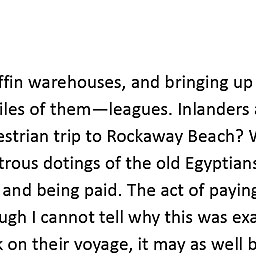 ffin warehouses, and bringing up
iles of them—leagues. Inlanders
estrian trip to Rockaway Beach?
trous dotings of the old Egyptians
and being paid. The act of paying
ugh I cannot tell why this was exa
on their voyage, it may as well b